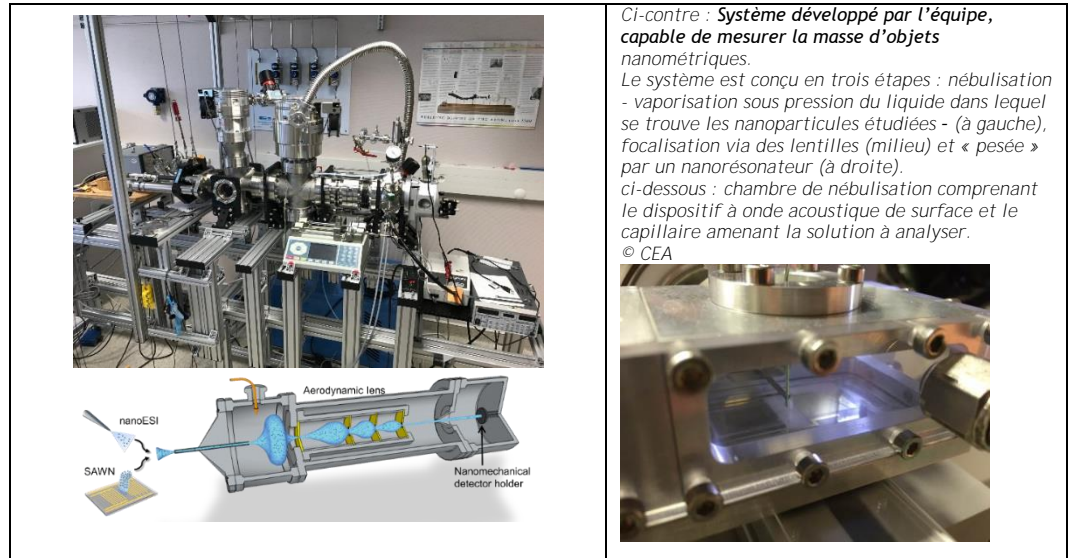 Ci-contre : Système développé par l’équipe,
capable de mesurer la masse d’objets
nanométriques.
Le système est conçu en trois étapes : nébulisation
- vaporisation sous pression du liquide dans lequel
se trouve les nanoparticules étudiées - (à gauche),
focalisation via des lentilles (milieu) et « pesée »
par un nanorésonateur (à droite).
ci-dessous : chambre de nébulisation comprenant
le dispositif à onde acoustique de surface et le
capillaire amenant la solution à analyser.
© CEA
Aerodynamic lens
nanoESI
SAWN
Nanomechanical
detector holder